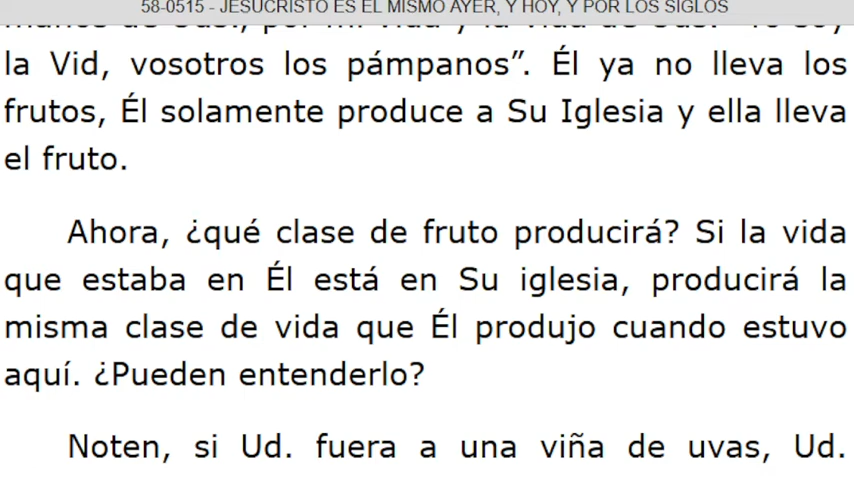 58-0515 - JESUCRISTO ES EL MISMO AYER, Y HOY, Y POR LOS SIGLOS
la Vid, vosotros los pámpanos”. Él ya no lleva los
frutos, Él solamente produce a Su Iglesia y ella lleva
el fruto.
Ahora, ¿qué clase de fruto producirá? Si la vida
que estaba en Él está en Su iglesia, producirá la
misma clase de vida que Él produjo cuando estuvo
aquí. ¿Pueden entenderlo?
Noten, si Ud. fuera a una viña de uvas, Ud.